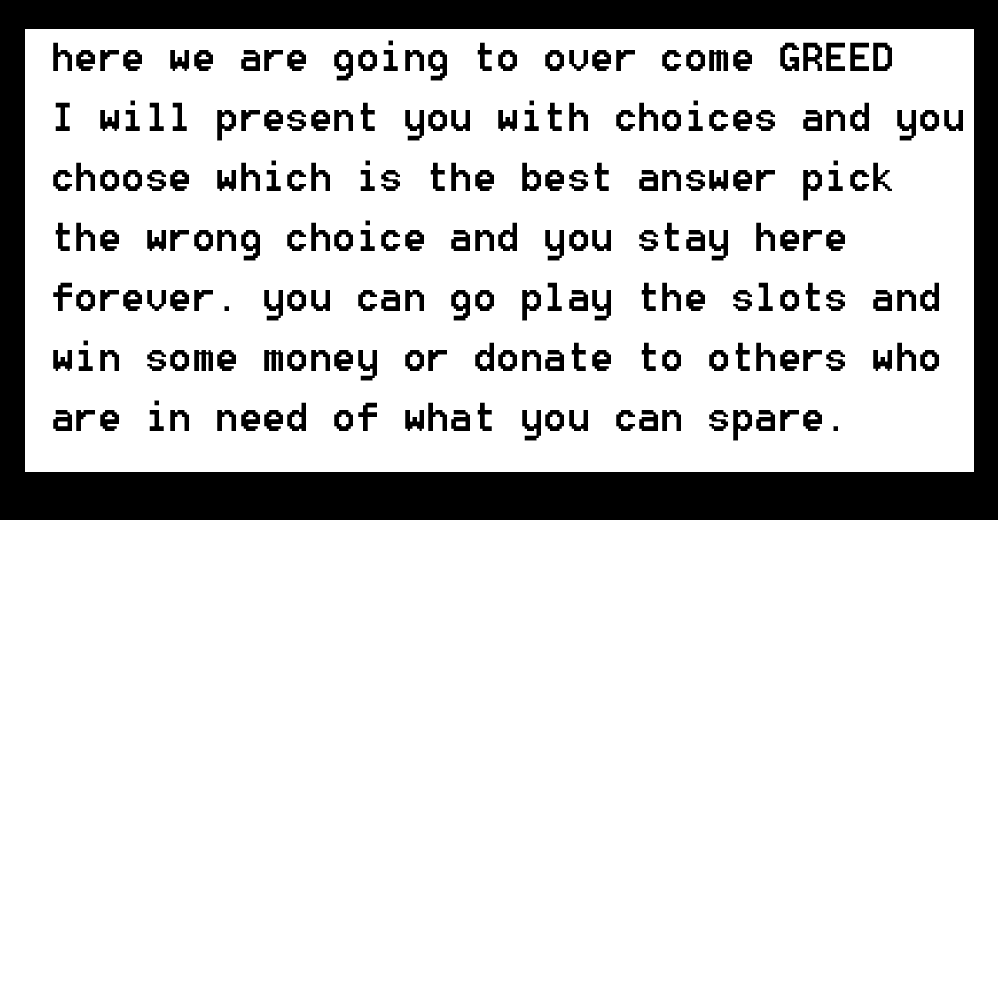 here we are going to over come GREED
I will present you with choices and you
choose which is the best answer pick
the wrong choice and you stay here
forever. you can go play the slots and
win some money or donate to others who
are in need of what you can spare.